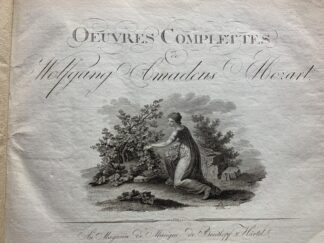 OEUVRES COMPLETTES
de
Wolfgang Amadeus Mozart
Au Magasin de Musique de Breitkopf & Härtel